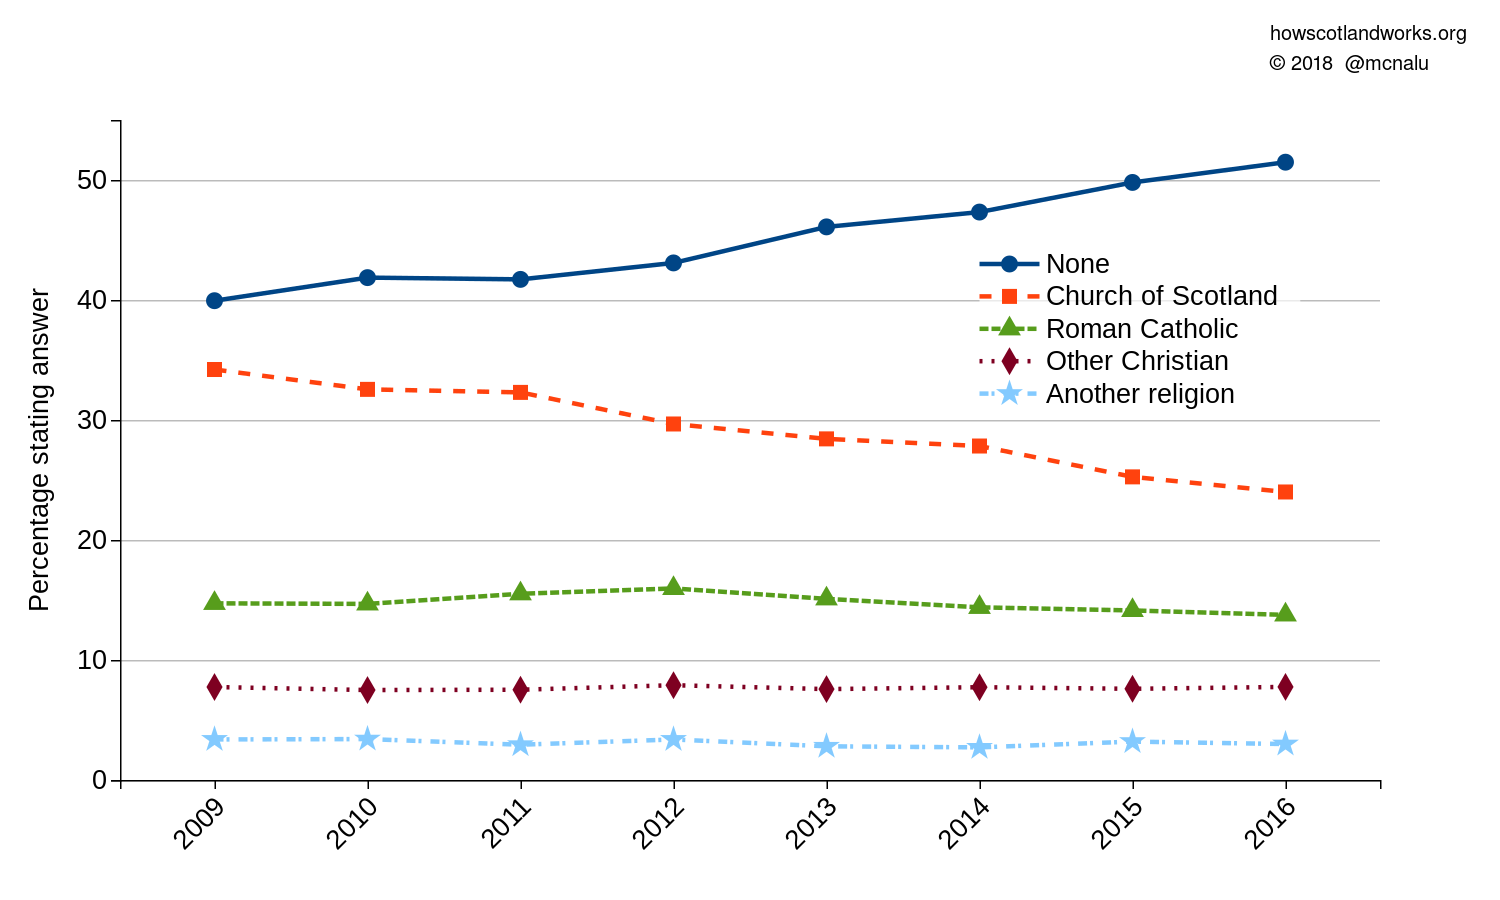 howscotlandworks.org
© 2018 @mcnalu
Percentage stating answer
50
40
30
20
10
0
None
Church of Scotland
Roman Catholic
Other Christian
Another religion
2009
2010
2011
2012
2013
2014
2015
2016